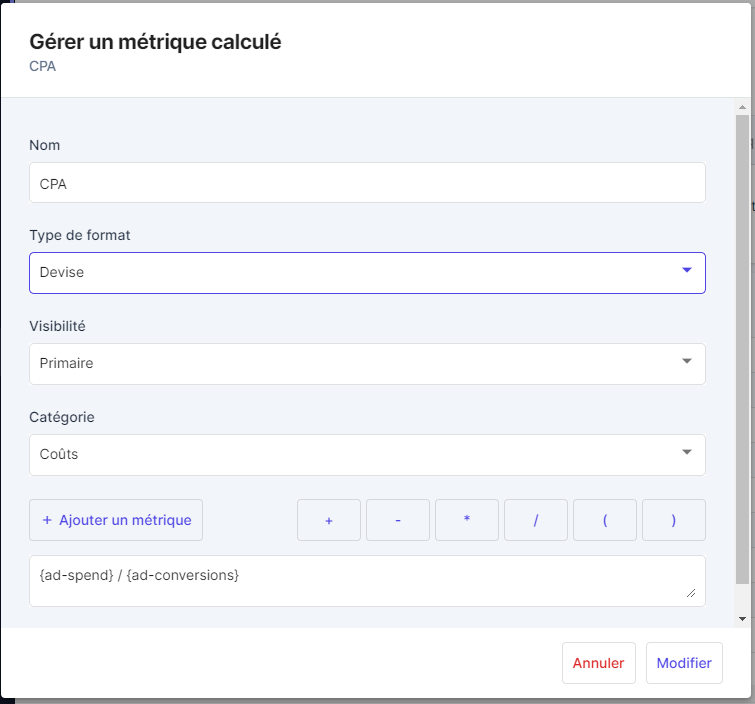 Gérer un métrique calculé
CPA
Nom
CPA
Type de format
Devise
Visibilité
Primaire
Catégorie
Coûts
+ Ajouter un métrique + - * / ( )
{ad-spend} / {ad-conversions}
Annuler Modifier